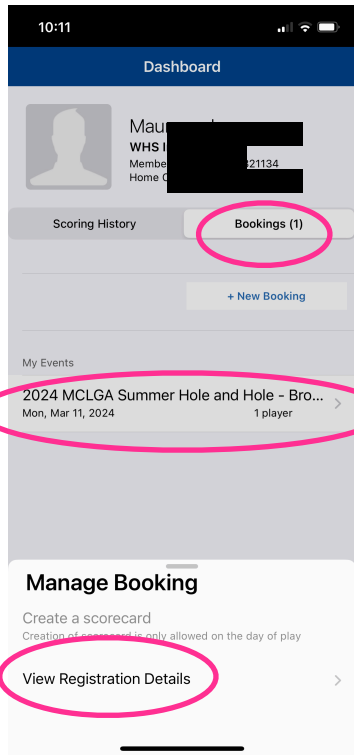 10:11
Dashboard
Mau
WHS I
Membe 321134
Home C
Scoring History Bookings (1)
+ New Booking
My Events
2024 MCLGA Summer Hole and Hole - Bro...
Mon, Mar 11, 2024 1 player
Manage Booking
Create a scorecard
Creation of scorecard is only allowed on the day of play
View Registration Details